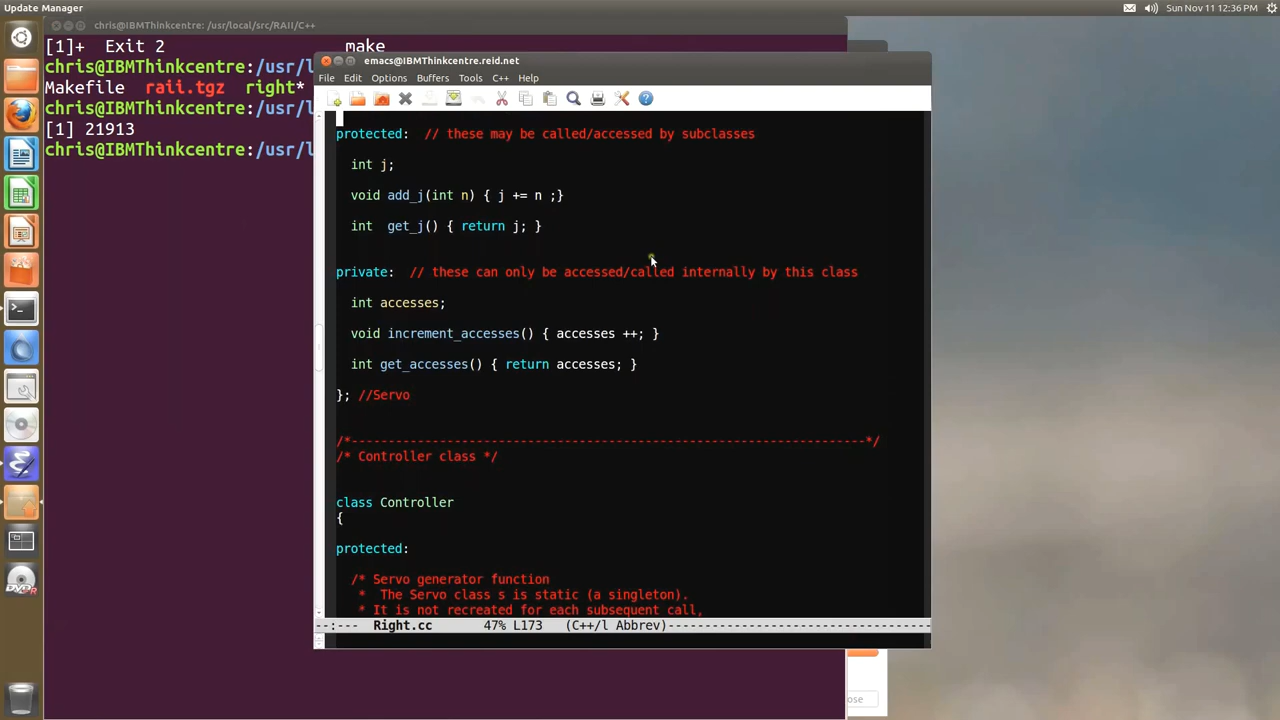 Update Manager
Sun Nov 11 12:36 PM
chris@IBMThinkcentre: /usr/local/src/RAII/C++
[1]+  Exit 2                        make
chris@IBMThinkcentre:/usr/l
Makefile  raii.tgz  right*
chris@IBMThinkcentre:/usr/l
[1] 21913
chris@IBMThinkcentre:/usr/l
emacs@IBMThinkcentre.reid.net
File Edit Options Buffers Tools C++ Help
protected:  // these may be called/accessed by subclasses
int j;
void add_j(int n) { j += n ;}
int  get_j() { return j; }
private:  // these can only be accessed/called internally by this class
int accesses;
void increment_accesses() { accesses ++; }
int get_accesses() { return accesses; }
}; //Servo
/*----------------------------------------------------------------------*/
/* Controller class */
class Controller
{
protected:
/* Servo generator function
*  The Servo class s is static (a singleton).
* It is not recreated for each subsequent call,
--:---  Right.cc       47% L173   (C++/l Abbrev)------------------------------------
ose